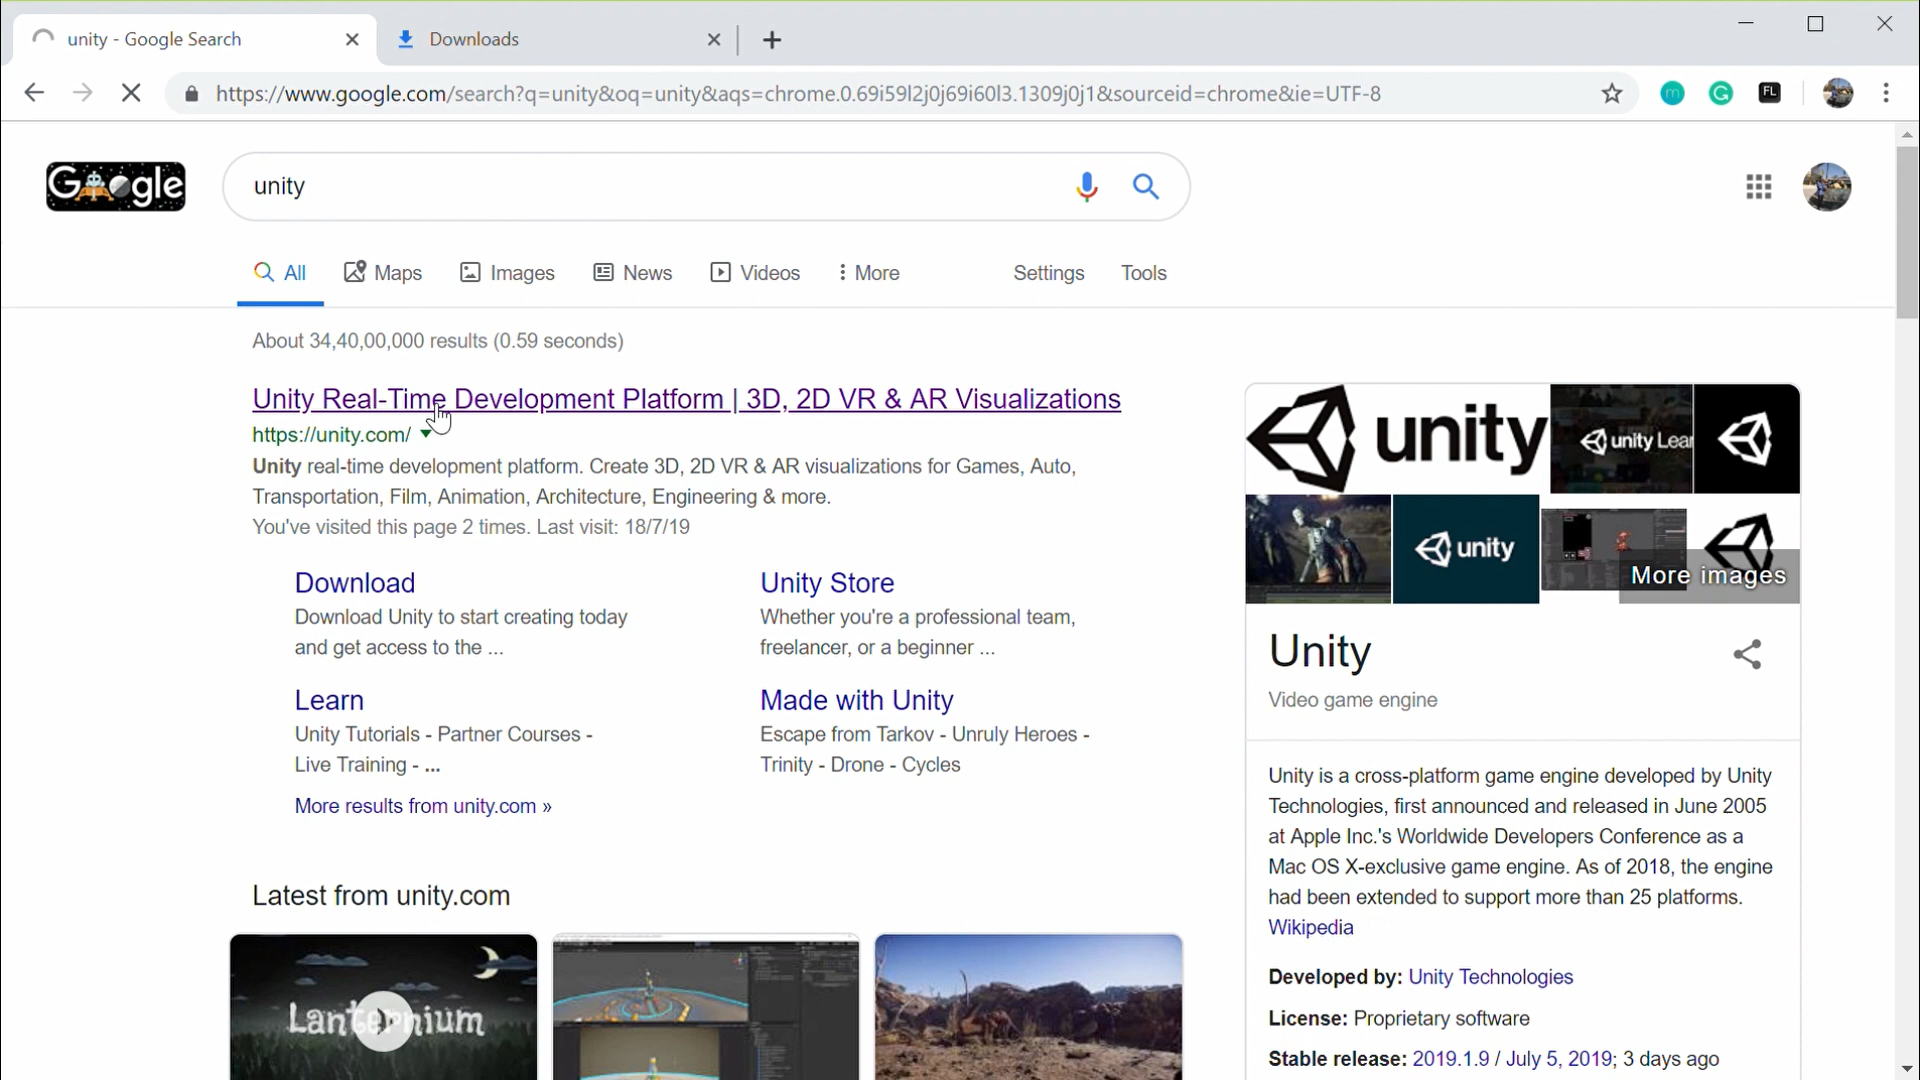 unity - Google Search
Downloads
https://www.google.com/search?q=unity&oq=unity&aqs=chrome.0.69i59l2j0j69i60l3.1309j0j1&sourceid=chrome&ie=UTF-8
FL
Google
unity
All
Maps
Images
News
Videos
More
Settings
Tools
About 34,40,00,000 results (0.59 seconds)
Unity Real-Time Development Platform | 3D, 2D VR & AR Visualizations
https://unity.com/
Unity real-time development platform. Create 3D, 2D VR & AR visualizations for Games, Auto,
Transportation, Film, Animation, Architecture, Engineering & more.
You've visited this page 2 times. Last visit: 18/7/19
Download
Download Unity to start creating today
and get access to the ...
Unity Store
Whether you're a professional team,
freelancer, or a beginner ...
Learn
Unity Tutorials - Partner Courses -
Live Training - ...
Made with Unity
Escape from Tarkov - Unruly Heroes -
Trinity - Drone - Cycles
More results from unity.com »
Latest from unity.com
Lanternium
unity
unity Lear
unity
More images
Unity
Video game engine
Unity is a cross-platform game engine developed by Unity
Technologies, first announced and released in June 2005
at Apple Inc.'s Worldwide Developers Conference as a
Mac OS X-exclusive game engine. As of 2018, the engine
had been extended to support more than 25 platforms.
Wikipedia
Developed by: Unity Technologies
License: Proprietary software
Stable release: 2019.1.9 / July 5, 2019; 3 days ago